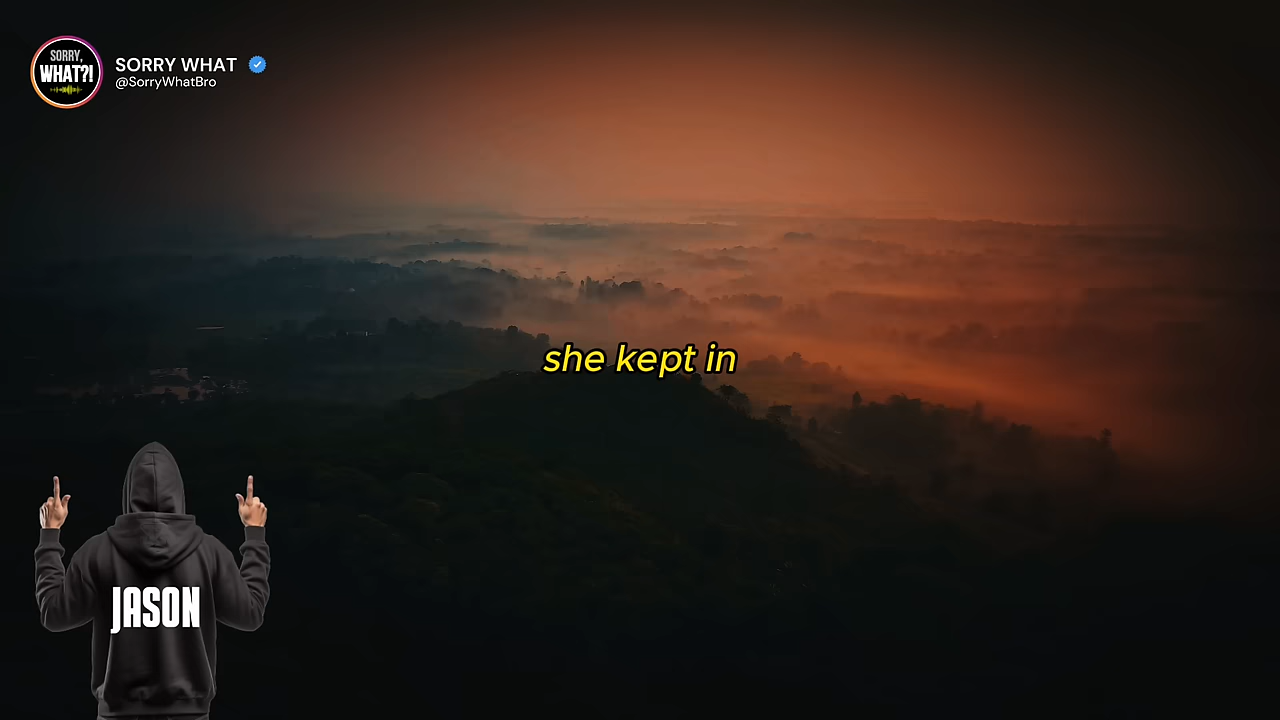 SORRY,
WHAT?!
SORRY WHAT
@SorryWhatBro
she kept in
JASON